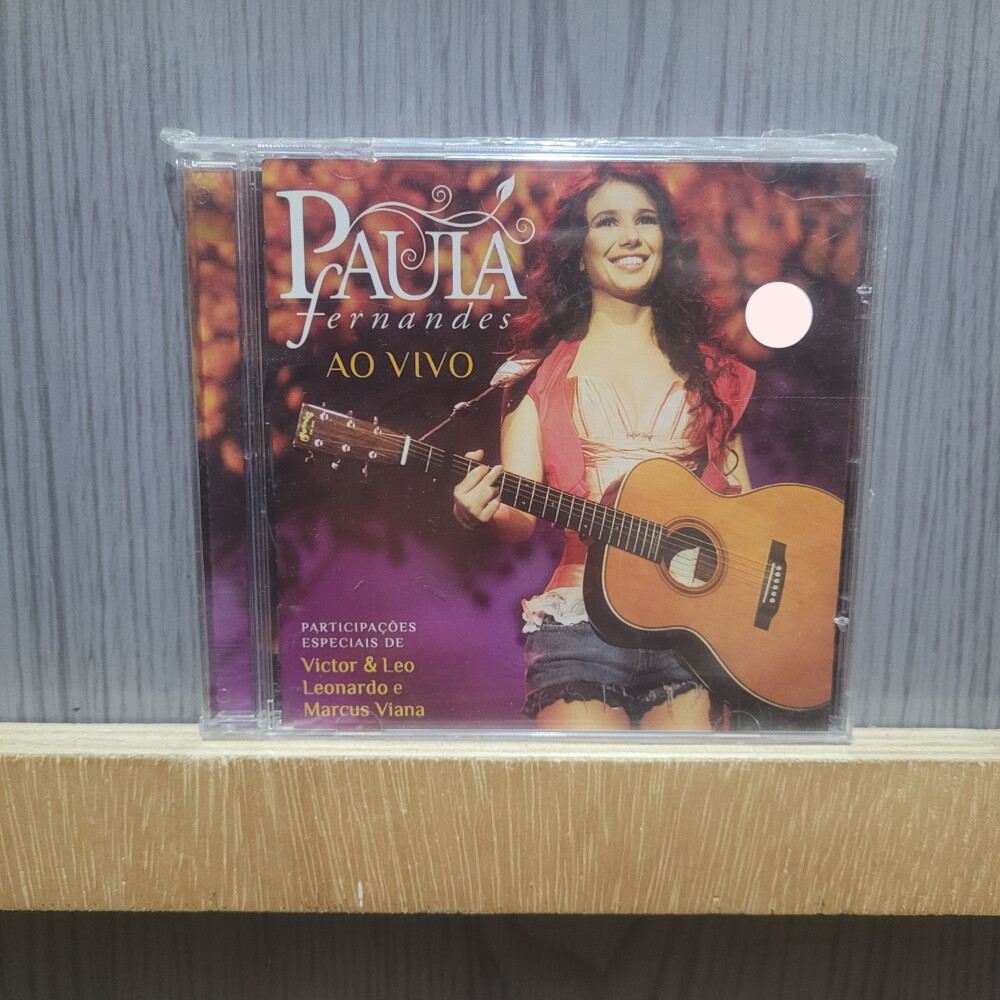 PAULA
fernandes
AO VIVO
PARTICIPAÇÕES
ESPECIAIS DE
Victor & Leo
Leonardo e
Marcus Viana